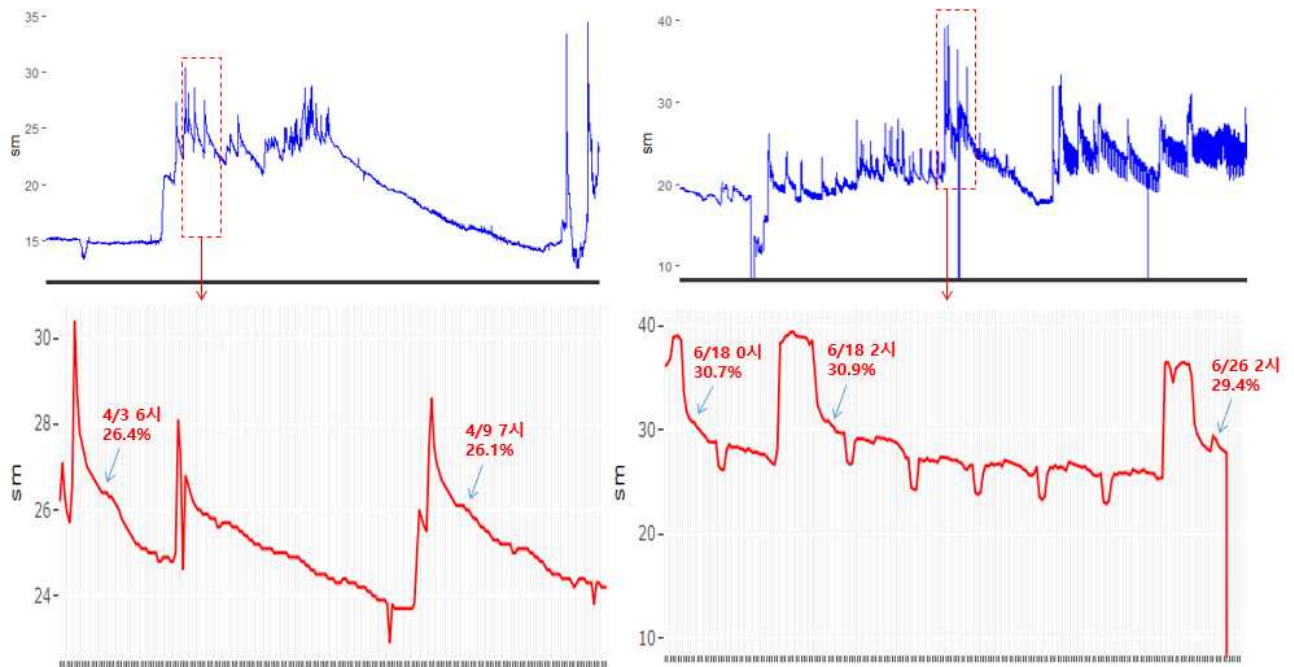 35-
30-
25-
20-
15-
sm
40-
30-
20-
10-
sm
30-
28-
26-
24-
sm
4/3 6시
26.4%
4/9 7시
26.1%
40-
30-
20-
10-
sm
6/18 0시
30.7%
6/18 2시
30.9%
6/26 2시
29.4%